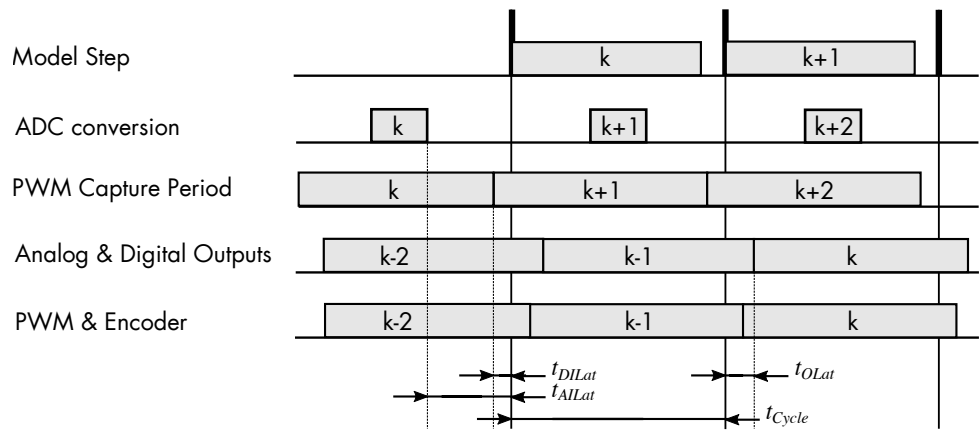 Model Step
k
k+1
ADC conversion
k
k+1
k+2
PWM Capture Period
k
k+1
k+2
Analog & Digital Outputs
k-2
k-1
k
PWM & Encoder
k-2
k-1
k
tDILat
tOLat
tAILat
tCycle